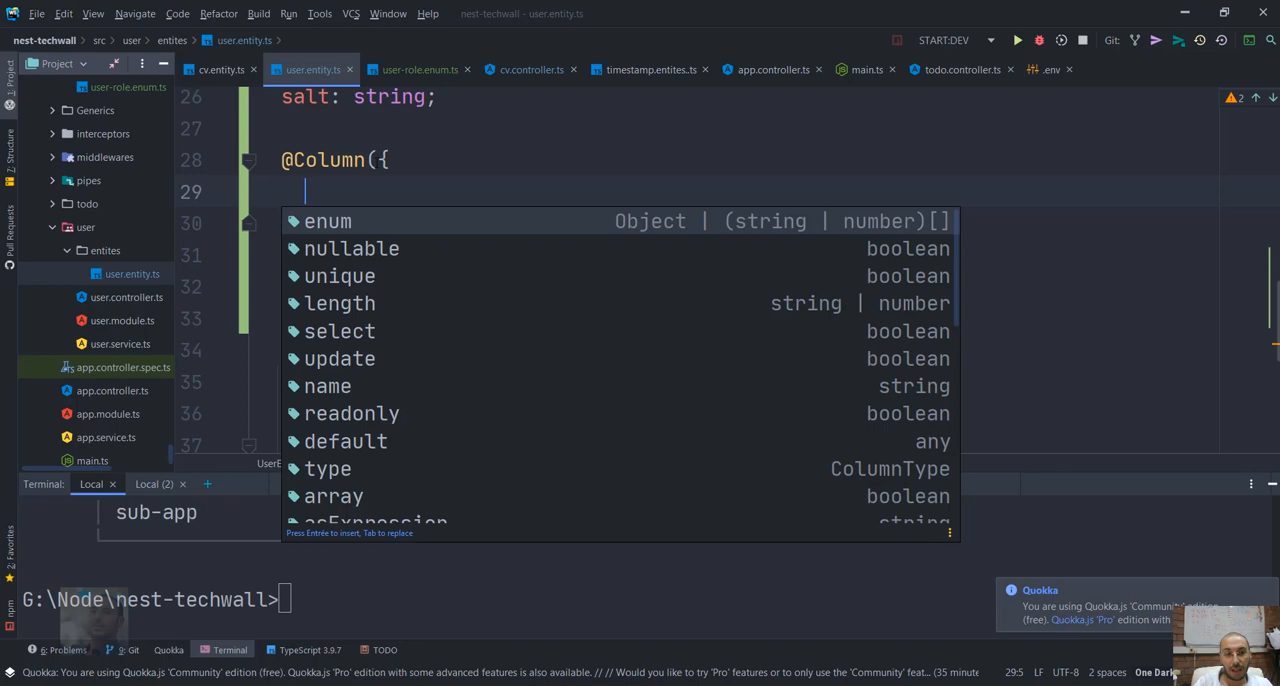 File Edit View Navigate Code Refactor Build Run Tools VCS Window Help nest-techwall - user.entity.ts
nest-techwall › src › user › entites › user.entity.ts
START:DEV
Git:
Project
cv.entity.ts
user.entity.ts
user-role.enum.ts
cv.controller.ts
timestamp.entites.ts
app.controller.ts
main.ts
todo.controller.ts
.env
1: Project
7: Structure
Pull Requests
2: Favorites
npm
user-role.enum.ts
Generics
interceptors
middlewares
pipes
todo
user
entites
user.entity.ts
user.controller.ts
user.module.ts
user.service.ts
app.controller.spec.ts
app.controller.ts
app.module.ts
app.service.ts
main.ts
2
26 salt: string;
27
28 @Column({
29
30
31
32
33
34
35
36
37
enum Object | (string | number)[]
nullable boolean
unique boolean
length string | number
select boolean
update boolean
name string
readonly boolean
default any
type ColumnType
array boolean
asExpression string
Press Entrée to insert, Tab to replace
Terminal: Local Local (2) +
sub-app
G:\Node\nest-techwall>
Quokka
You are using Quokka.js 'Community' edition
(free). Quokka.js 'Pro' edition with
6: Problems 9: Git Quokka Terminal TypeScript 3.9.7 TODO
Quokka: You are using Quokka.js 'Community' edition (free). Quokka.js 'Pro' edition with some advanced features is also available. // // Would you like to try 'Pro' features or to only use the 'Community' feat... (35 minute
29:5 LF UTF-8 2 spaces One Dark